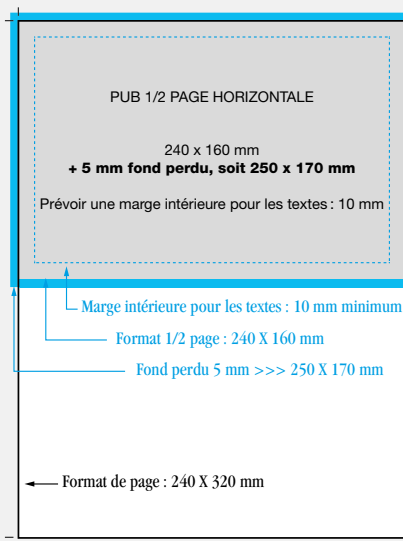 PUB 1/2 PAGE HORIZONTALE
240 x 160 mm
+ 5 mm fond perdu, soit 250 x 170 mm
Prévoir une marge intérieure pour les textes : 10 mm
Marge intérieure pour les textes : 10 mm minimum
Format 1/2 page : 240 X 160 mm
Fond perdu 5 mm >>> 250 X 170 mm
Format de page : 240 X 320 mm